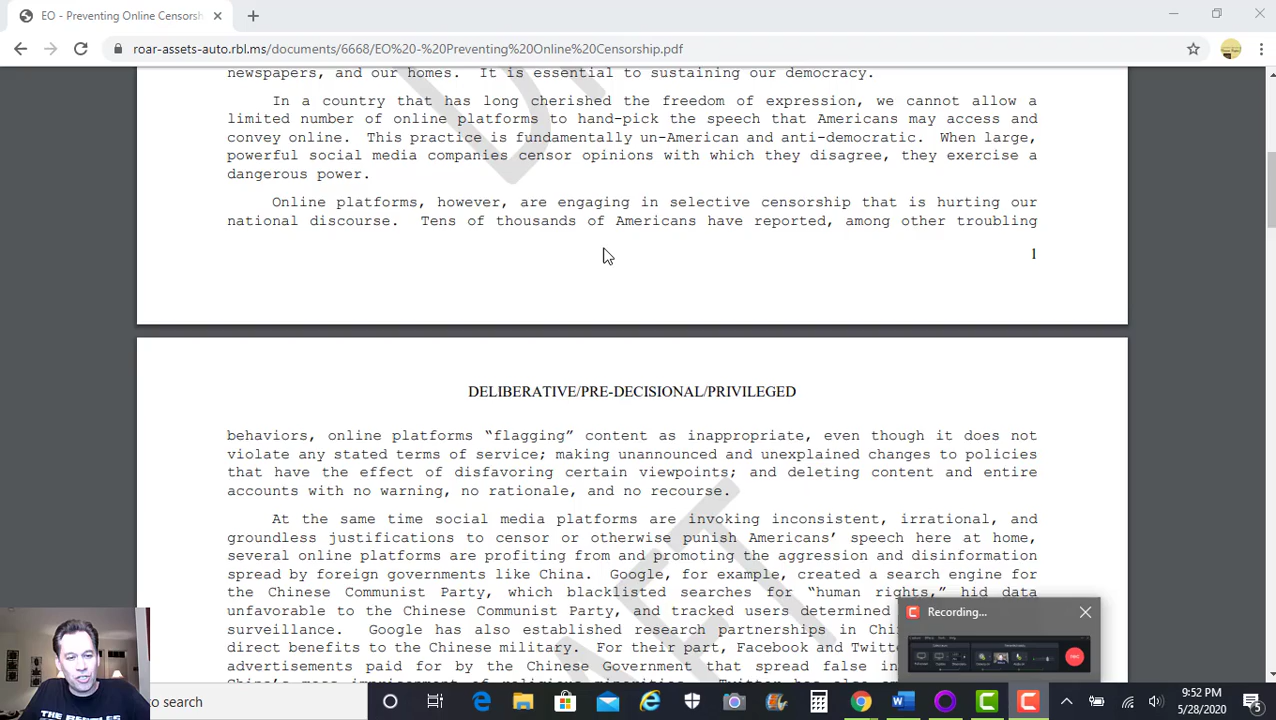 EO - Preventing Online Censorsh
roar-assets-auto.rbl.ms/documents/6668/EO%20-%20Preventing%20Online%20Censorship.pdf
newspapers, and our homes. It is essential to sustaining our democracy.
In a country that has long cherished the freedom of expression, we cannot allow a
limited number of online platforms to hand-pick the speech that Americans may access and
convey online. This practice is fundamentally un-American and anti-democratic. When large,
powerful social media companies censor opinions with which they disagree, they exercise a
dangerous power.
Online platforms, however, are engaging in selective censorship that is hurting our
national discourse. Tens of thousands of Americans have reported, among other troubling
1
DELIBERATIVE/PRE-DECISIONAL/PRIVILEGED
behaviors, online platforms “flagging” content as inappropriate, even though it does not
violate any stated terms of service; making unannounced and unexplained changes to policies
that have the effect of disfavoring certain viewpoints; and deleting content and entire
accounts with no warning, no rationale, and no recourse.
At the same time social media platforms are invoking inconsistent, irrational, and
groundless justifications to censor or otherwise punish Americans’ speech here at home,
several online platforms are profiting from and promoting the aggression and disinformation
spread by foreign governments like China. Google, for example, created a search engine for
the Chinese Communist Party, which blacklisted searches for “human rights,” hid data
unfavorable to the Chinese Communist Party, and tracked users determined
surveillance. Google has also established research partnerships in Chi
direct benefits to the Chinese military. For their part, Facebook and Twitt
advertisements paid for by the Chinese Government that spread false in
Recording...
THE BEATLES
to search
9:52 PM
5/28/2020
5